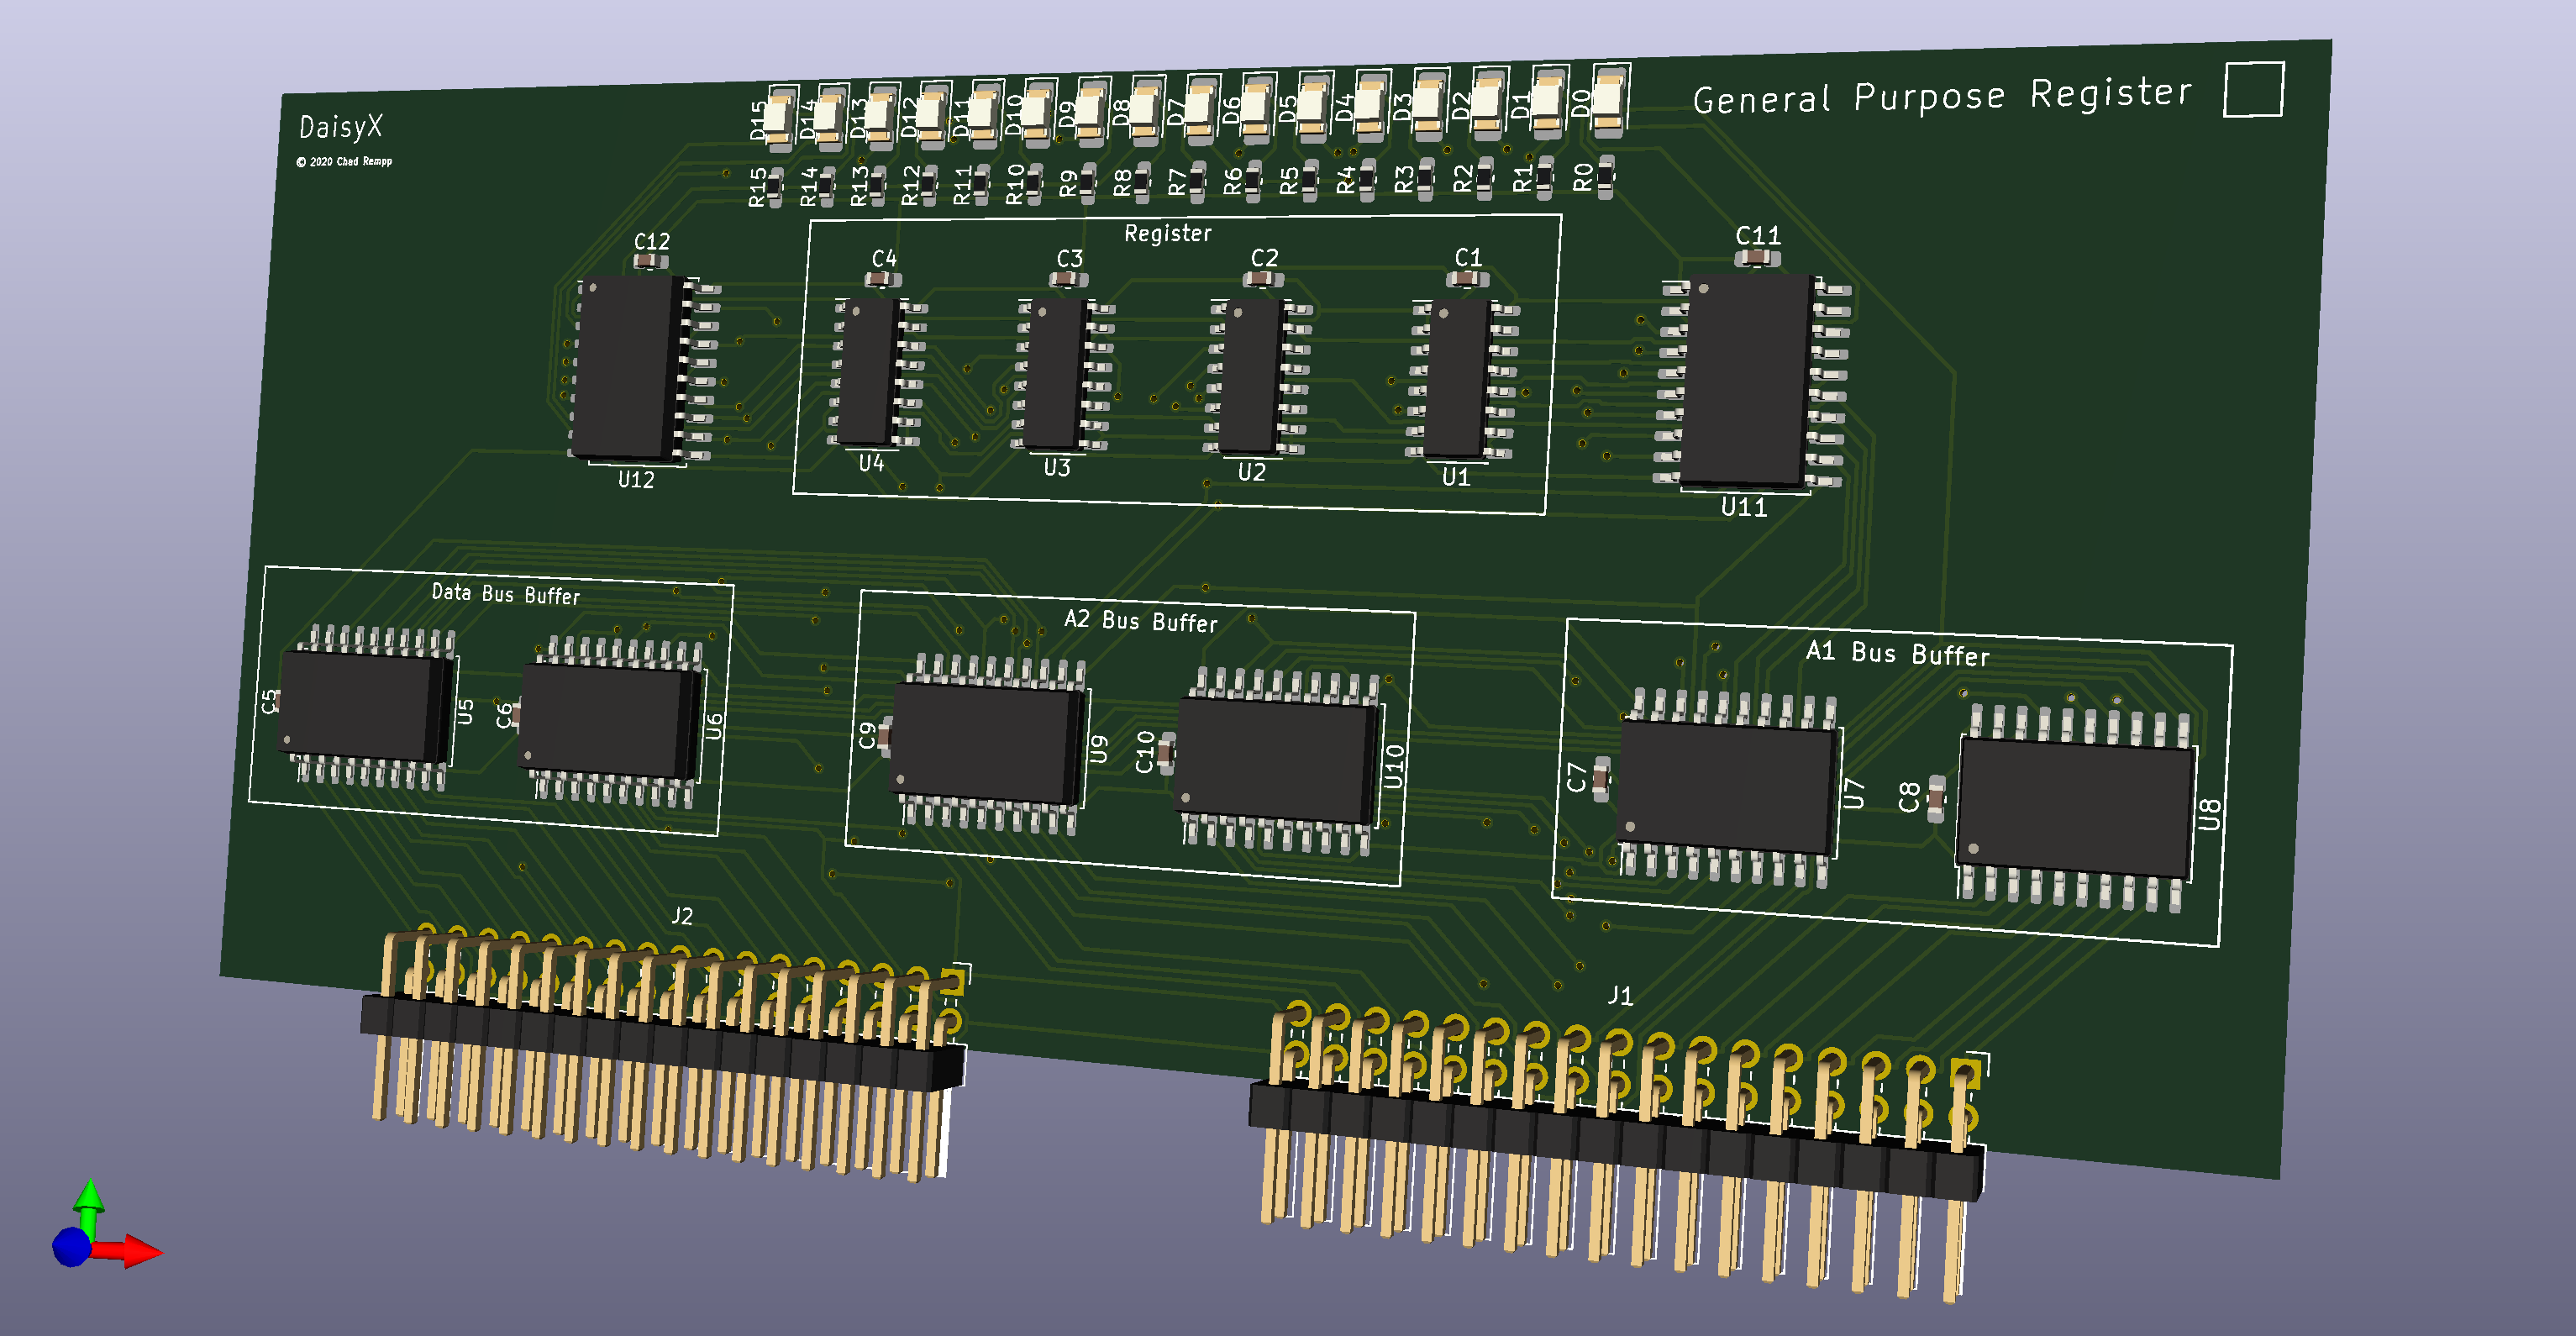 General Purpose Register
DaisyX
© 2020 Chad Rempp
D15 D14 D13 D12 D11 D10 D9 D8 D7 D6 D5 D4 D3 D2 D1 D0
R15 R14 R13 R12 R11 R10 R9 R8 R7 R6 R5 R4 R3 R2 R1 R0
Register
C12 C4 C3 C2 C1 C11
U12 U4 U3 U2 U1 U11
Data Bus Buffer
A2 Bus Buffer
A1 Bus Buffer
C5 U5 C6 U6 C9 U9 C10 U10 C7 U7 C8 U8
J2
J1